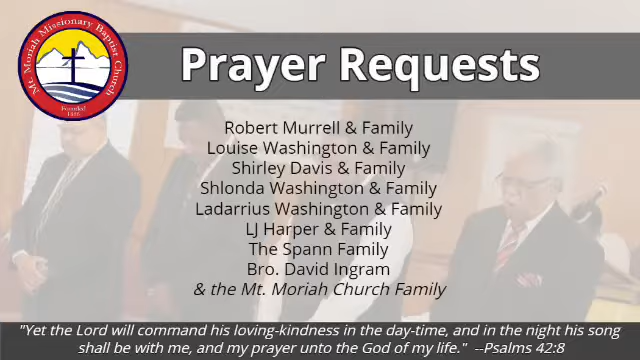 Mt. Moriah Missionary Baptist Church
Founded
Prayer Requests
Robert Murrell & Family
Louise Washington & Family
Shirley Davis & Family
Shlonda Washington & Family
Ladarrius Washington & Family
LJ Harper & Family
The Spann Family
Bro. David Ingram
& the Mt. Moriah Church Family
"Yet the Lord will command his loving-kindness in the day-time, and in the night his song
shall be with me, and my prayer unto the God of my life." --Psalms 42:8